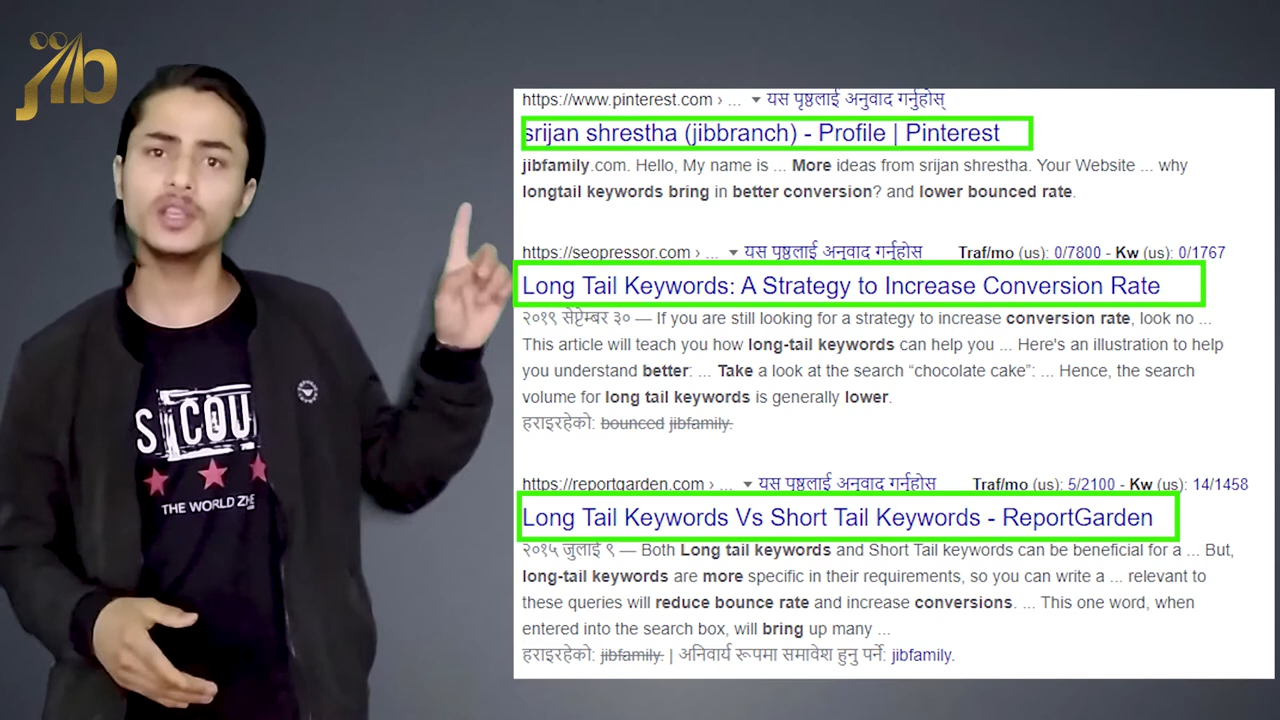 jib
S COU
THE WORLD
https://www.pinterest.com › ... यस पृष्ठलाई अनुवाद गर्नुहोस्
srijan shrestha (jibbranch) - Profile | Pinterest
jibfamily.com. Hello, My name is ... More ideas from srijan shrestha. Your Website ... why
longtail keywords bring in better conversion? and lower bounced rate.
https://seopressor.com › ... यस पृष्ठलाई अनुवाद गर्नुहोस् Traf/mo (us): 0/7800 - Kw (us): 0/1767
Long Tail Keywords: A Strategy to Increase Conversion Rate
२०१९ सेप्टेम्बर ३० — If you are still looking for a strategy to increase conversion rate, look no ...
This article will teach you how long-tail keywords can help you ... Here's an illustration to help
you understand better: ... Take a look at the search “chocolate cake”: ... Hence, the search
volume for long tail keywords is generally lower.
हराइरहेको: bounced jibfamily.
https://reportgarden.com › ... यस पृष्ठलाई अनुवाद गर्नुहोस् Traf/mo (us): 5/2100 - Kw (us): 14/1458
Long Tail Keywords Vs Short Tail Keywords - ReportGarden
२०१५ जुलाई ९ — Both Long tail keywords and Short Tail keywords can be beneficial for a ... But,
long-tail keywords are more specific in their requirements, so you can write a ... relevant to
these queries will reduce bounce rate and increase conversions. ... This one word, when
entered into the search box, will bring up many ...
हराइरहेको: jibfamily. | अनिवार्य रूपमा समावेश हुनु पर्ने: jibfamily.